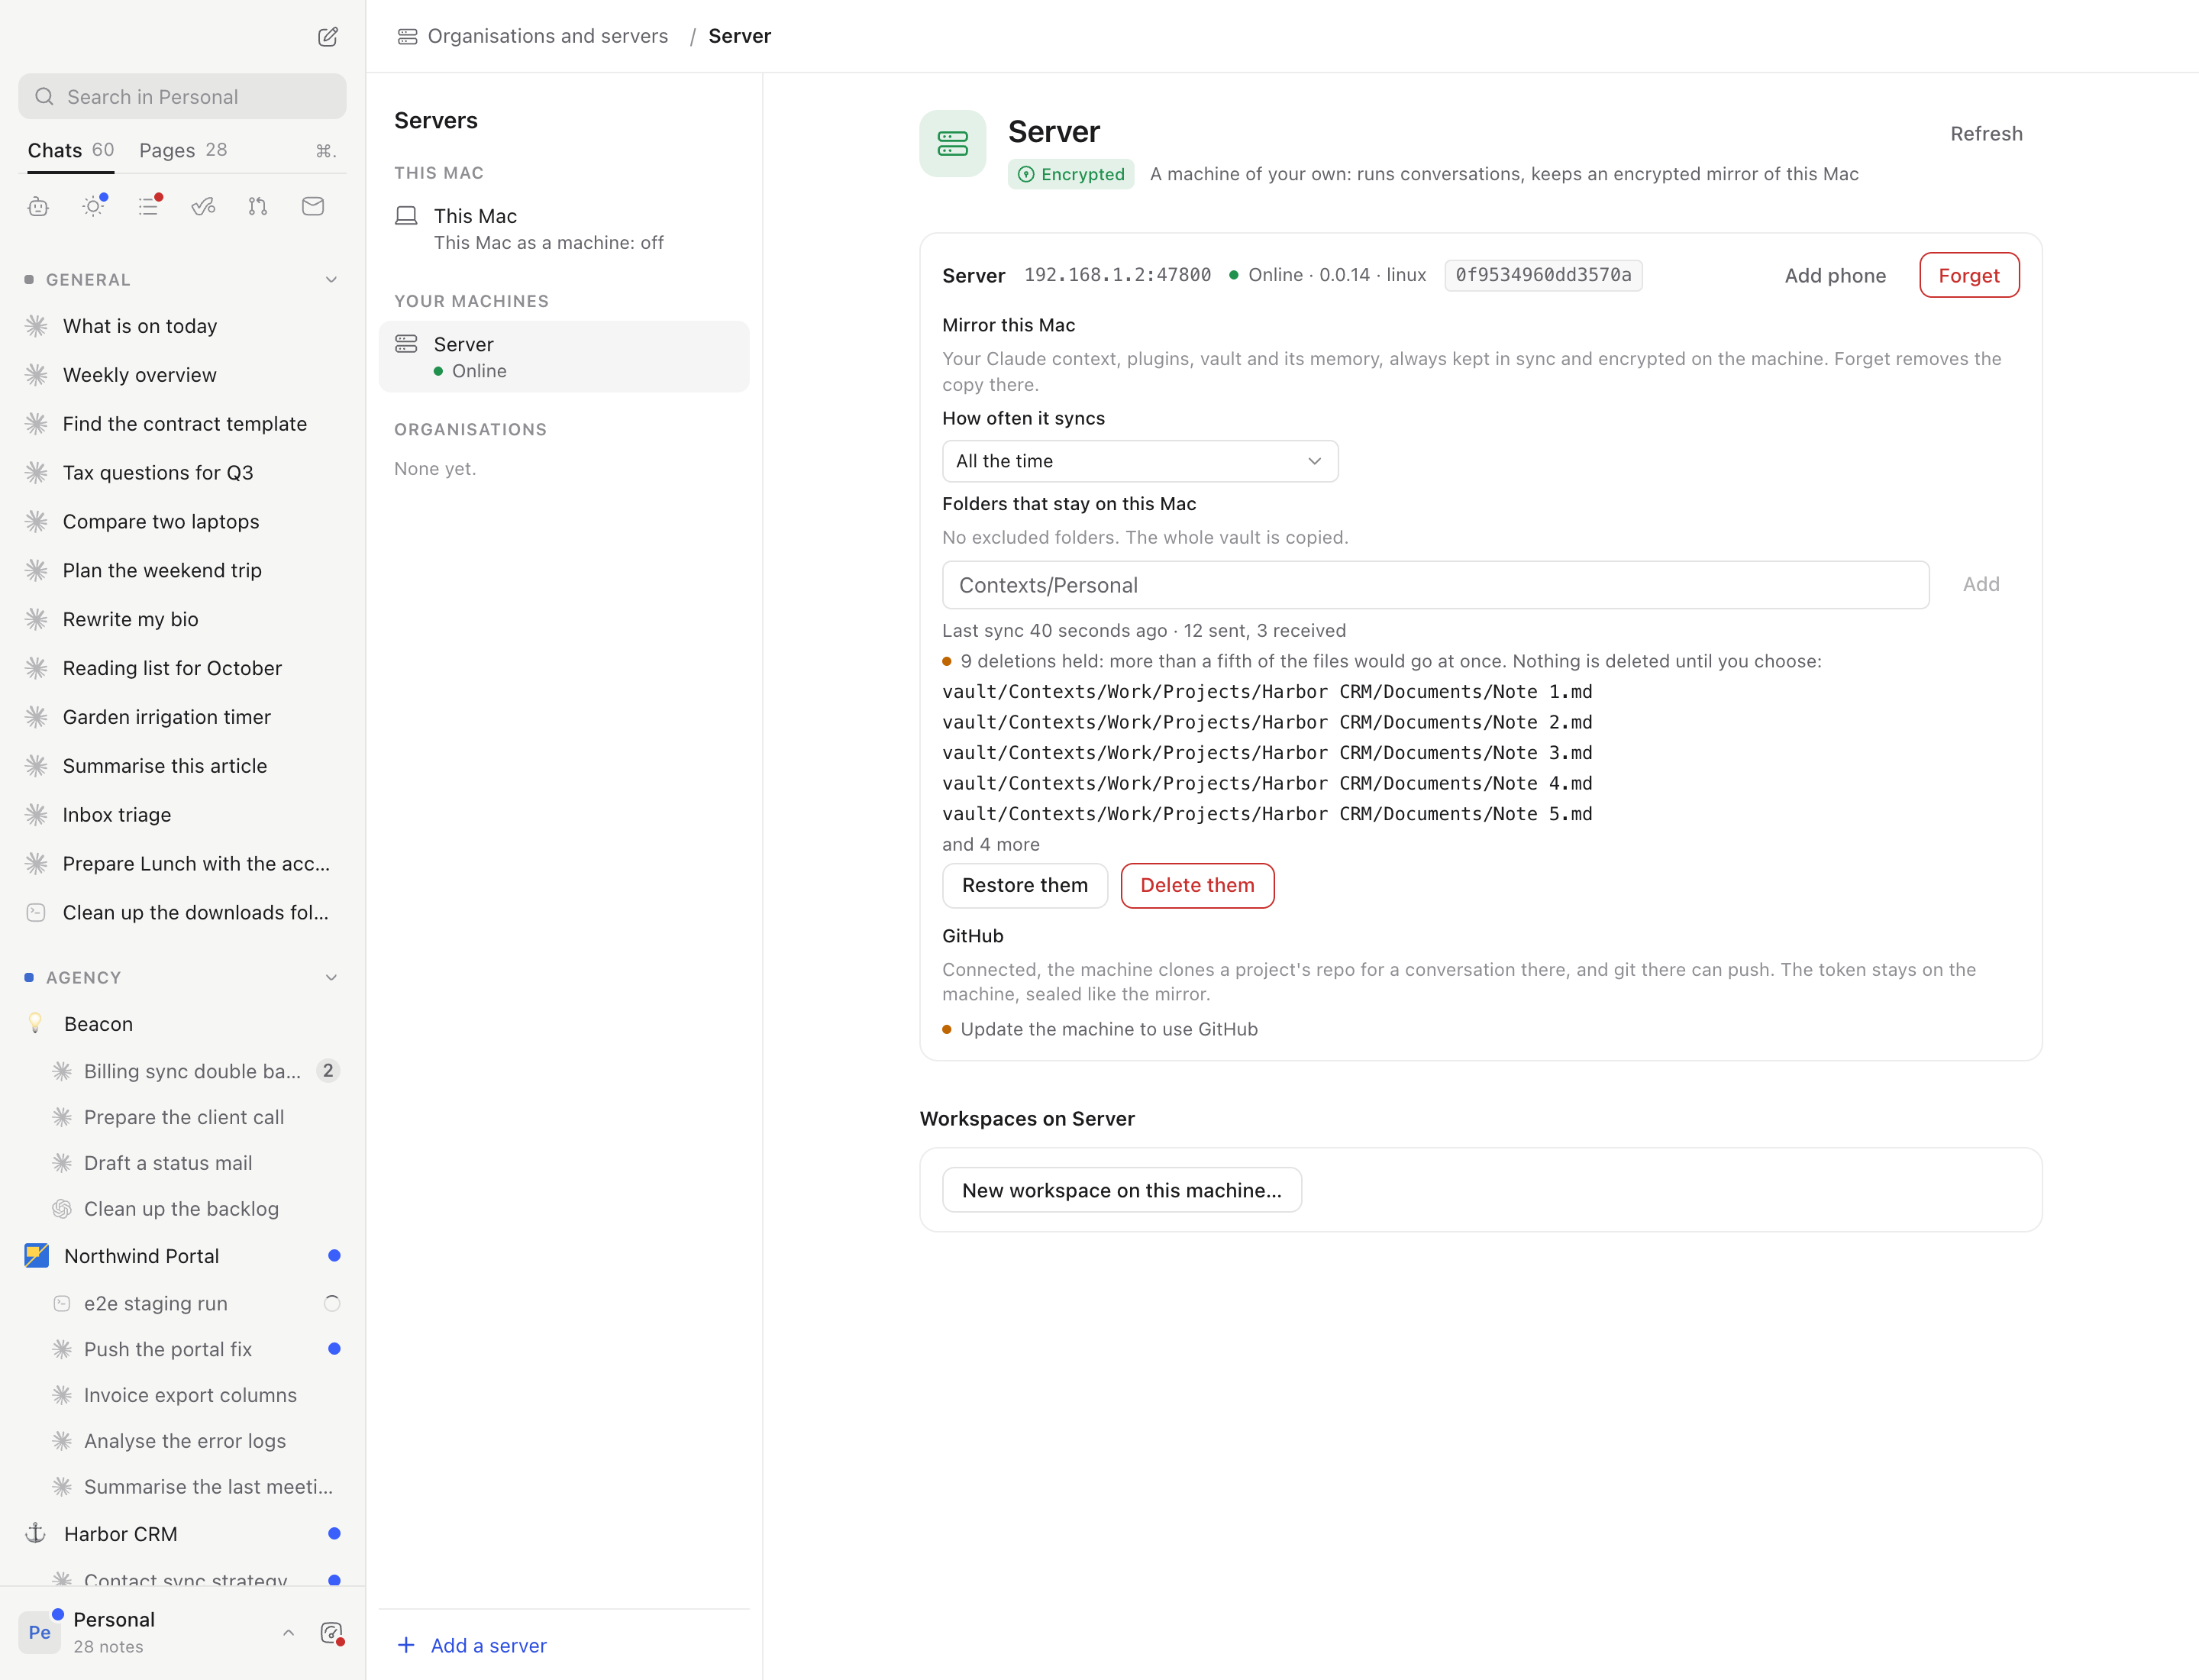 Search in Personal
Chats 60 Pages 28 ⌘.
GENERAL
What is on today
Weekly overview
Find the contract template
Tax questions for Q3
Compare two laptops
Plan the weekend trip
Rewrite my bio
Reading list for October
Garden irrigation timer
Summarise this article
Inbox triage
Prepare Lunch with the acc...
Clean up the downloads fol...
AGENCY
Beacon
Billing sync double ba... 2
Prepare the client call
Draft a status mail
Clean up the backlog
Northwind Portal
e2e staging run
Push the portal fix
Invoice export columns
Analyse the error logs
Summarise the last meeti...
Harbor CRM
Contact sync strategy
Pe Personal
28 notes
Organisations and servers / Server
Servers
THIS MAC
This Mac
This Mac as a machine: off
YOUR MACHINES
Server
Online
ORGANISATIONS
None yet.
+ Add a server
Server
Refresh
Encrypted A machine of your own: runs conversations, keeps an encrypted mirror of this Mac
Server 192.168.1.2:47800 Online · 0.0.14 · linux 0f9534960dd3570a Add phone Forget
Mirror this Mac
Your Claude context, plugins, vault and its memory, always kept in sync and encrypted on the machine. Forget removes the
copy there.
How often it syncs
All the time
Folders that stay on this Mac
No excluded folders. The whole vault is copied.
Contexts/Personal Add
Last sync 40 seconds ago · 12 sent, 3 received
9 deletions held: more than a fifth of the files would go at once. Nothing is deleted until you choose:
vault/Contexts/Work/Projects/Harbor CRM/Documents/Note 1.md
vault/Contexts/Work/Projects/Harbor CRM/Documents/Note 2.md
vault/Contexts/Work/Projects/Harbor CRM/Documents/Note 3.md
vault/Contexts/Work/Projects/Harbor CRM/Documents/Note 4.md
vault/Contexts/Work/Projects/Harbor CRM/Documents/Note 5.md
and 4 more
Restore them Delete them
GitHub
Connected, the machine clones a project's repo for a conversation there, and git there can push. The token stays on the
machine, sealed like the mirror.
Update the machine to use GitHub
Workspaces on Server
New workspace on this machine...